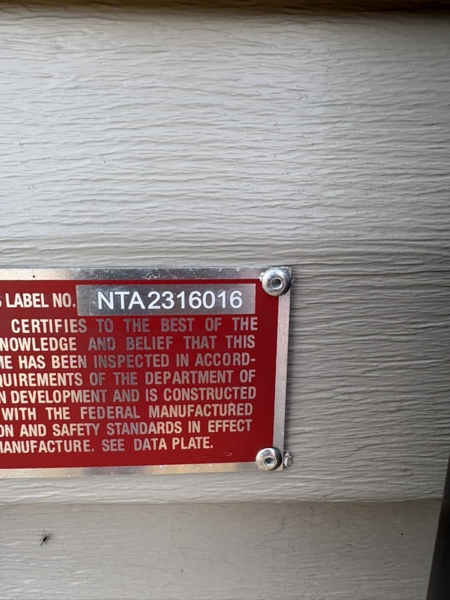 LABEL NO. NTA2316016
CERTIFIES TO THE BEST OF THE
NOWLEDGE AND BELIEF THAT THIS
ME HAS BEEN INSPECTED IN ACCORD-
QUIREMENTS OF THE DEPARTMENT OF
N DEVELOPMENT AND IS CONSTRUCTED
WITH THE FEDERAL MANUFACTURED
ON AND SAFETY STANDARDS IN EFFECT
MANUFACTURE. SEE DATA PLATE.